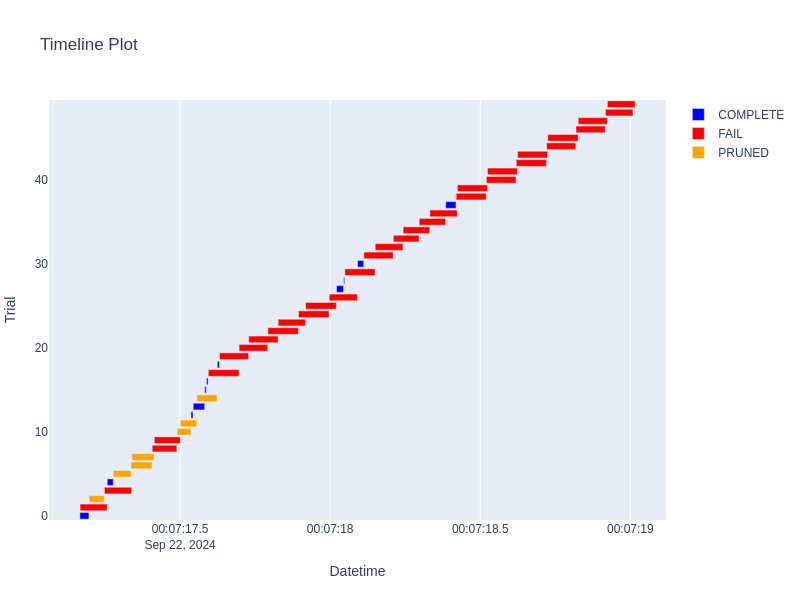 Timeline Plot
COMPLETE
FAIL
PRUNED
40
30
20
10
0
Trial
00:07:17.5
Sep 22, 2024
00:07:18
00:07:18.5
00:07:19
Datetime